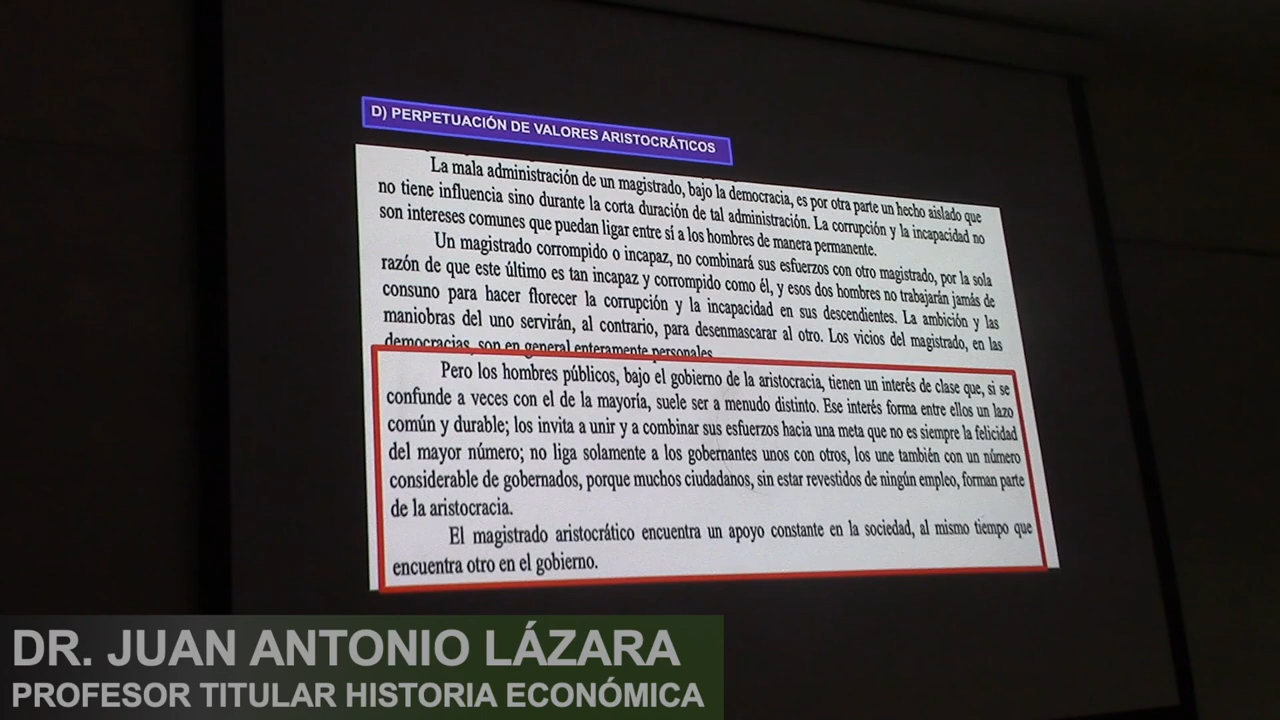 D) PERPETUACIÓN DE VALORES ARISTOCRÁTICOS
La mala administración de un magistrado, bajo la democracia, es por otra parte un hecho aislado que
no tiene influencia sino durante la corta duración de tal administración. La corrupción y la incapacidad no
son intereses comunes que puedan ligar entre sí a los hombres de manera permanente.
Un magistrado corrompido o incapaz, no combinará sus esfuerzos con otro magistrado, por la sola
razón de que este último es tan incapaz y corrompido como él, y esos dos hombres no trabajarán jamás de
consuno para hacer florecer la corrupción y la incapacidad en sus descendientes. La ambición y las
maniobras del uno servirán, al contrario, para desenmascarar al otro. Los vicios del magistrado, en las
democracias, son en general enteramente personales.
Pero los hombres públicos, bajo el gobierno de la aristocracia, tienen un interés de clase que, si se
confunde a veces con el de la mayoría, suele ser a menudo distinto. Ese interés forma entre ellos un lazo
común y durable; los invita a unir y a combinar sus esfuerzos hacia una meta que no es siempre la felicidad
del mayor número; no liga solamente a los gobernantes unos con otros, los une también con un número
considerable de gobernados, porque muchos ciudadanos, sin estar revestidos de ningún empleo, forman parte
de la aristocracia.
El magistrado aristocrático encuentra un apoyo constante en la sociedad, al mismo tiempo que
encuentra otro en el gobierno.
DR. JUAN ANTONIO LÁZARA
PROFESOR TITULAR HISTORIA ECONÓMICA